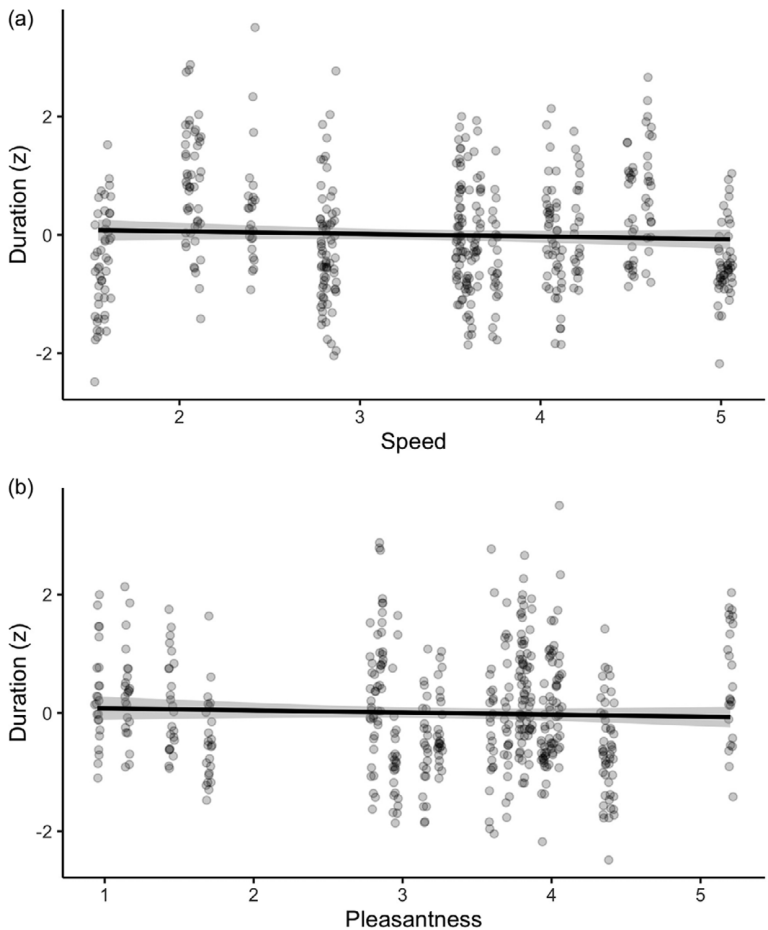 (a)
Duration (z)
2
0
-2
2 3 4 5
Speed
(b)
Duration (z)
2
0
-2
1 2 3 4 5
Pleasantness